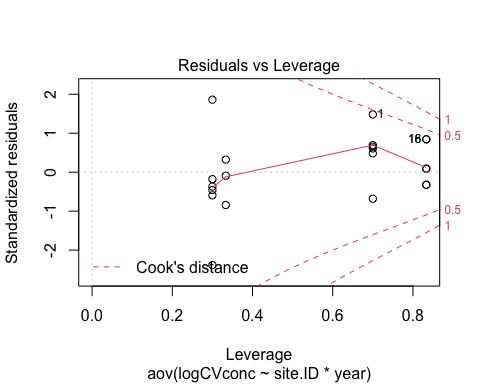 Residuals vs Leverage
Standardized residuals
2
1
0
-1
-2
1
16
1
0.5
0.5
1
Cook's distance
0.0 0.2 0.4 0.6 0.8
Leverage
aov(logCVconc ~ site.ID * year)